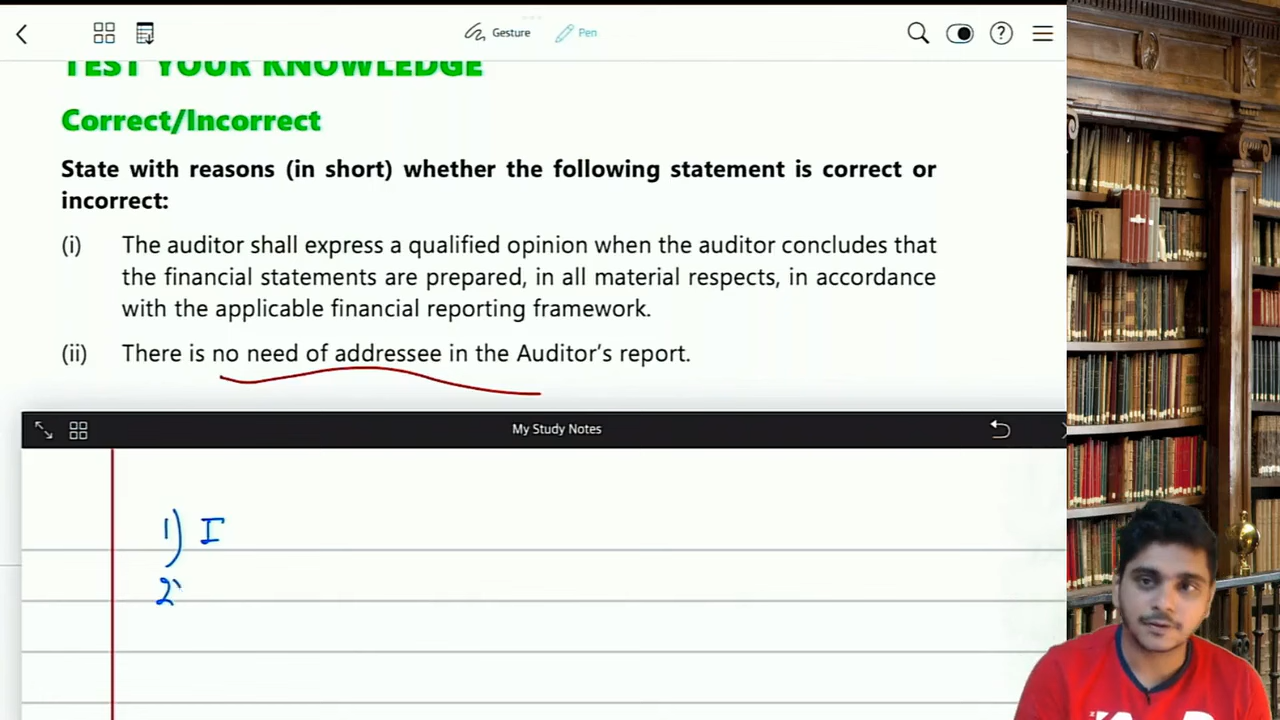 Gesture
Pen
TEST YOUR KNOWLEDGE
Correct/Incorrect
State with reasons (in short) whether the following statement is correct or
incorrect:
(i) The auditor shall express a qualified opinion when the auditor concludes that
the financial statements are prepared, in all material respects, in accordance
with the applicable financial reporting framework.
(ii) There is no need of addressee in the Auditor's report.
My Study Notes
1) I
2